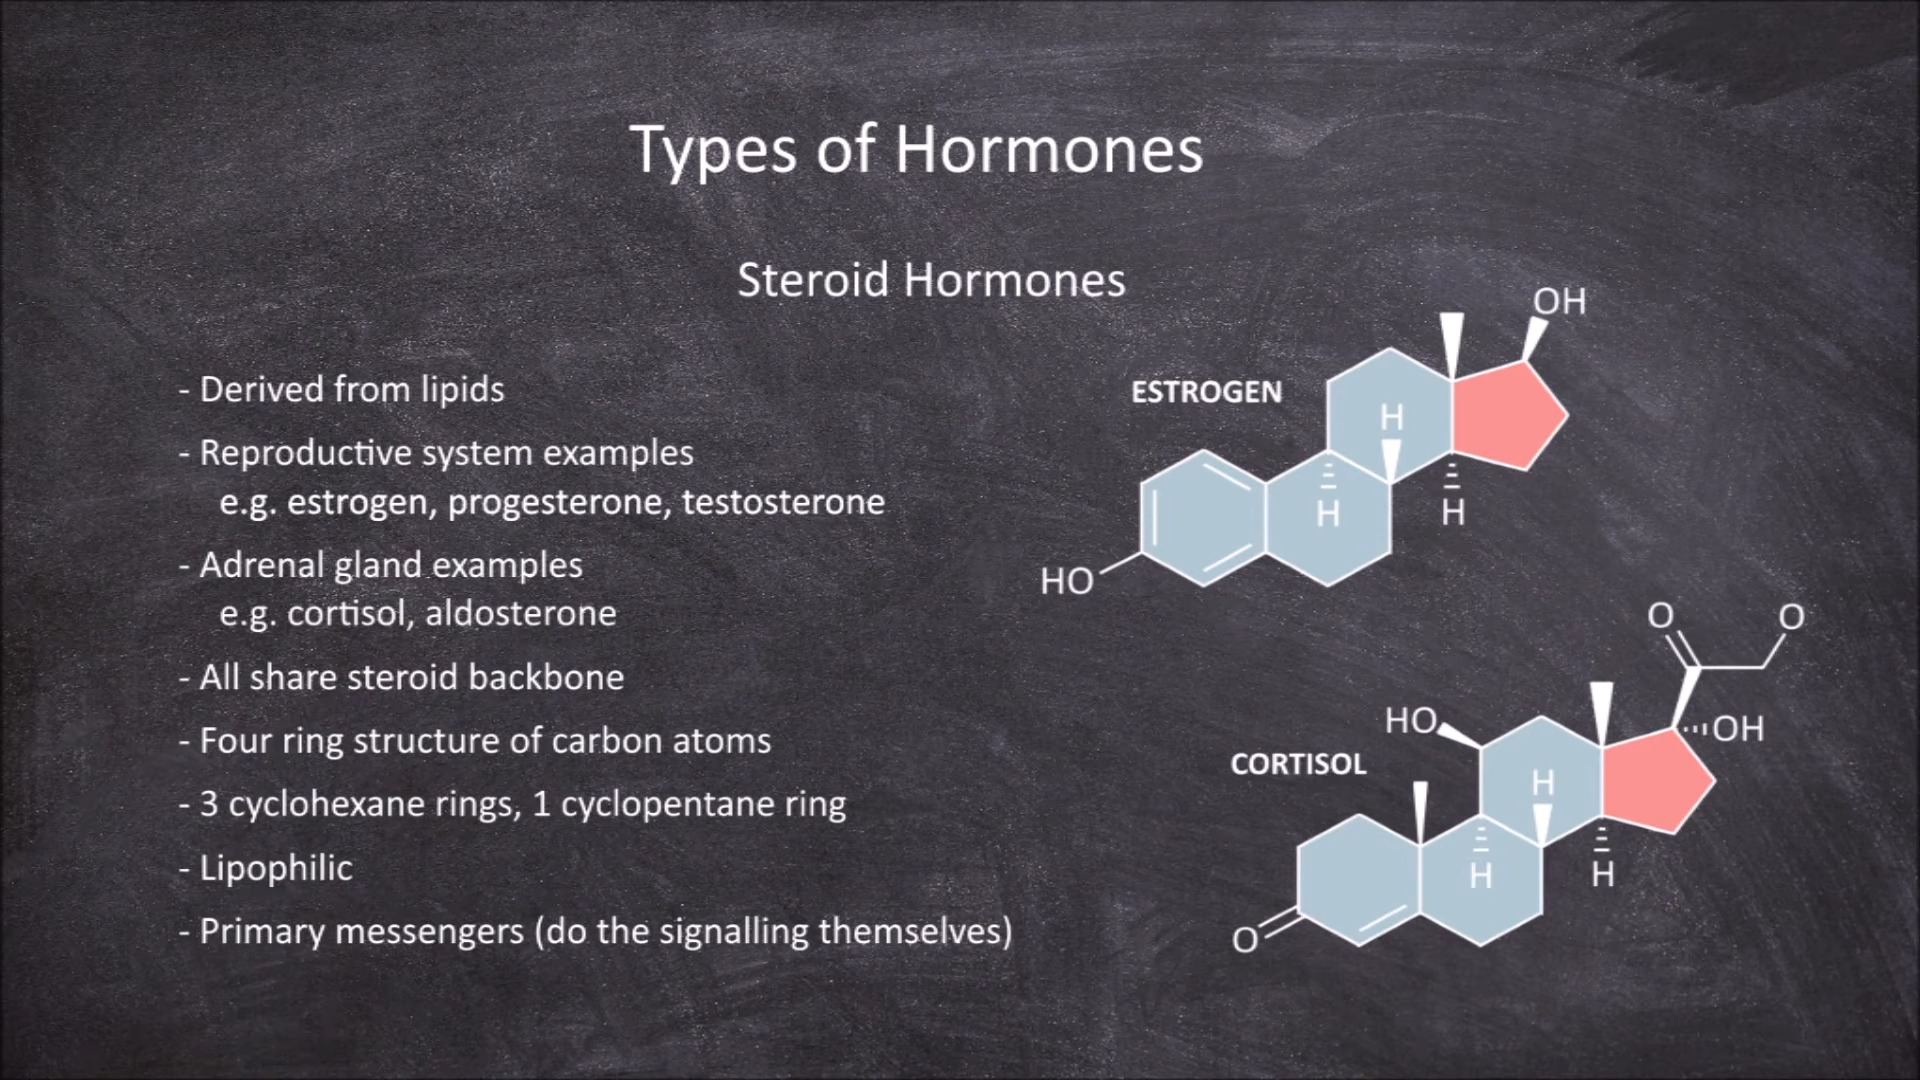 Types of Hormones
Steroid Hormones
- Derived from lipids
- Reproductive system examples
e.g. estrogen, progesterone, testosterone
- Adrenal gland examples
e.g. cortisol, aldosterone
- All share steroid backbone
- Four ring structure of carbon atoms
- 3 cyclohexane rings, 1 cyclopentane ring
- Lipophilic
- Primary messengers (do the signalling themselves)
ESTROGEN
OH
H
H
H
HO
CORTISOL
O
O
HO
OH
H
H
H
O